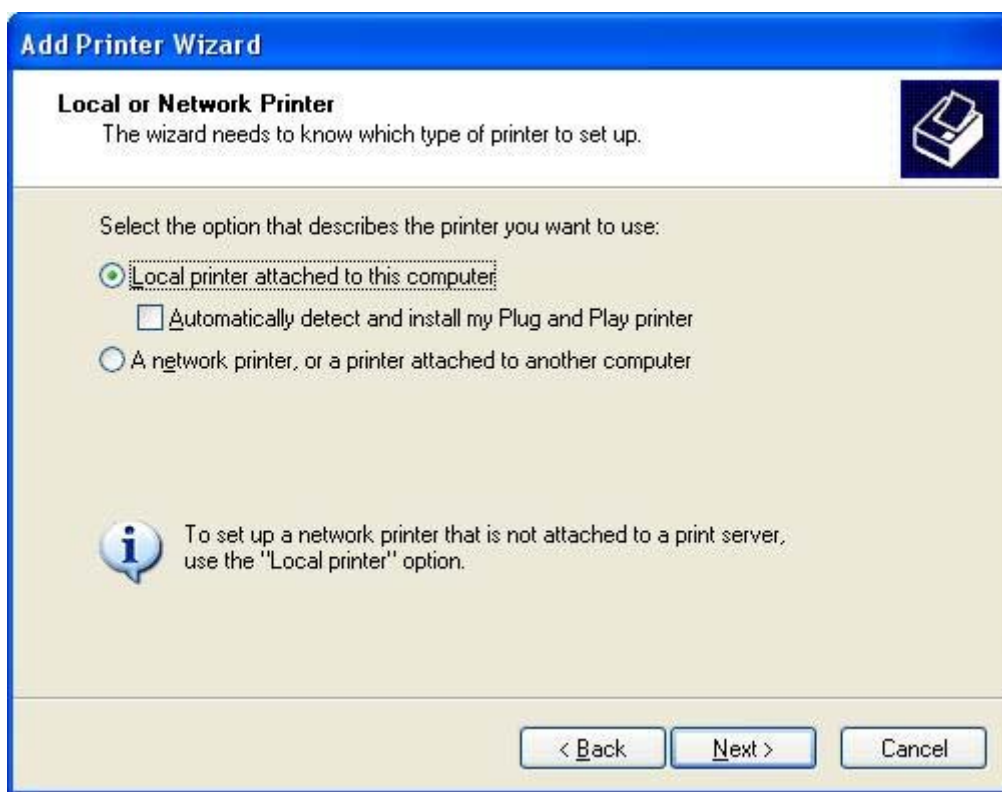 Add Printer Wizard
Local or Network Printer
The wizard needs to know which type of printer to set up.
Select the option that describes the printer you want to use:
Local printer attached to this computer
Automatically detect and install my Plug and Play printer
A network printer, or a printer attached to another computer
To set up a network printer that is not attached to a print server,
use the "Local printer" option.
< Back Next > Cancel